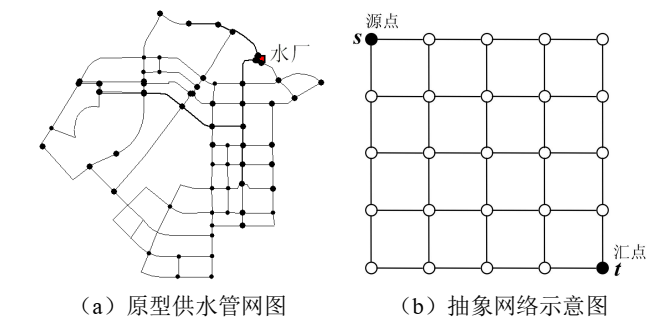 水厂
源点
s
汇点
t
（a）原型供水管网图
（b）抽象网络示意图